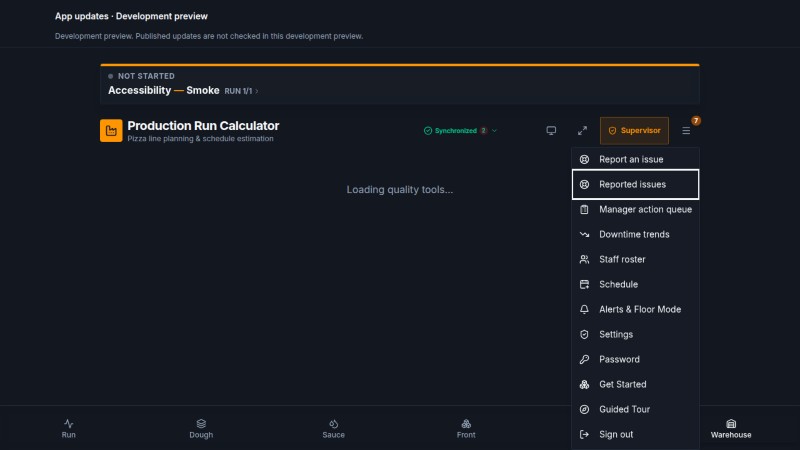 App updates · Development preview
Development preview. Published updates are not checked in this development preview.
NOT STARTED
Accessibility — Smoke RUN 1/1 ›
Production Run Calculator
Pizza line planning & schedule estimation
Synchronized 2
Supervisor
7
Report an issue
Reported issues
Manager action queue
Downtime trends
Staff roster
Schedule
Alerts & Floor Mode
Settings
Password
Get Started
Guided Tour
Sign out
Loading quality tools...
Run
Dough
Sauce
Front
Warehouse